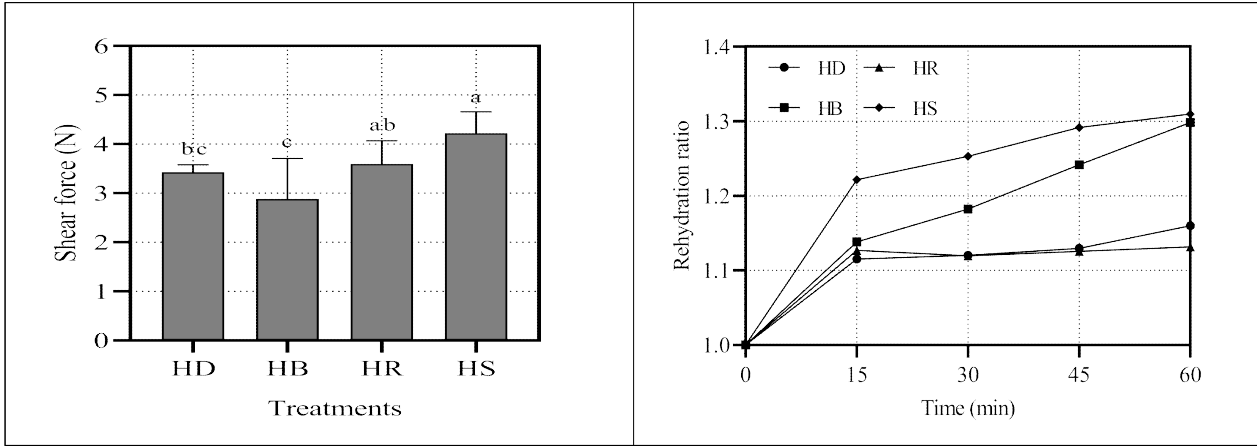 6
5
4
3
2
1
0
Shear force (N)
bc
c
ab
a
HD HB HR HS
Treatments
1.4
1.3
1.2
1.1
1.0
Rehydration ratio
HD HR
HB HS
0 15 30 45 60
Time (min)